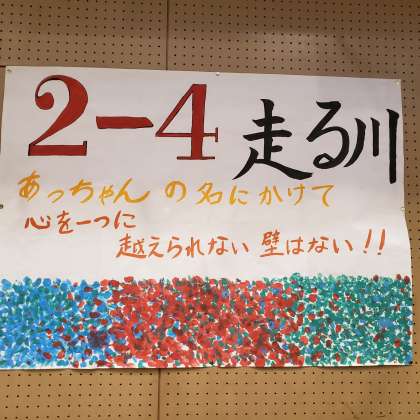 2-4 走る川
あっちゃんの名にかけて
心を一つに
越えられない壁はない!!